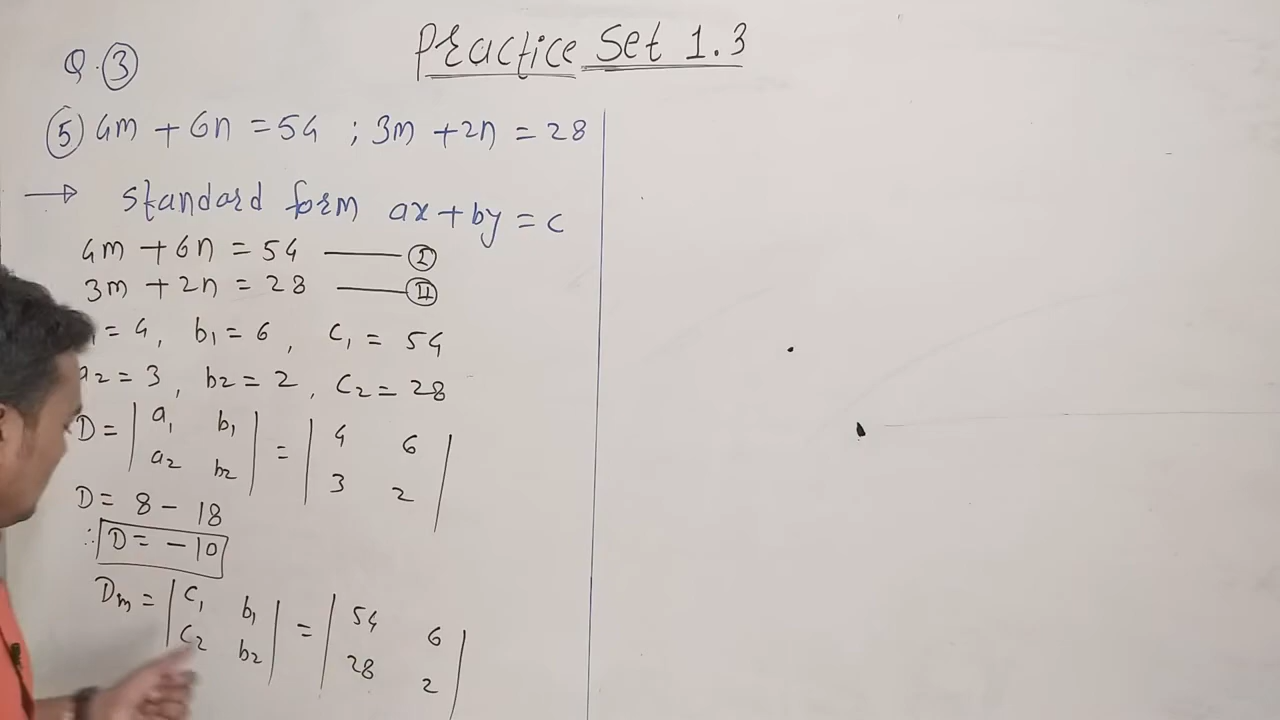 Practice Set 1.3
Q. ③
⑤ 4m + 6n = 54 ; 3m + 2n = 28
→ standard form ax + by = c
4m + 6n = 54 —— Ⓘ
3m + 2n = 28 —— Ⓘ Ⓘ
₁ = 4, b₁ = 6, c₁ = 54
a₂ = 3, b₂ = 2, c₂ = 28
D = | a₁ b₁ | = | 4 6 |
| a₂ b₂ | | 3 2 |
D = 8 - 18
∴ D = -10
Dm = | c₁ b₁ | = | 54 6 |
| c₂ b₂ | | 28 2 |